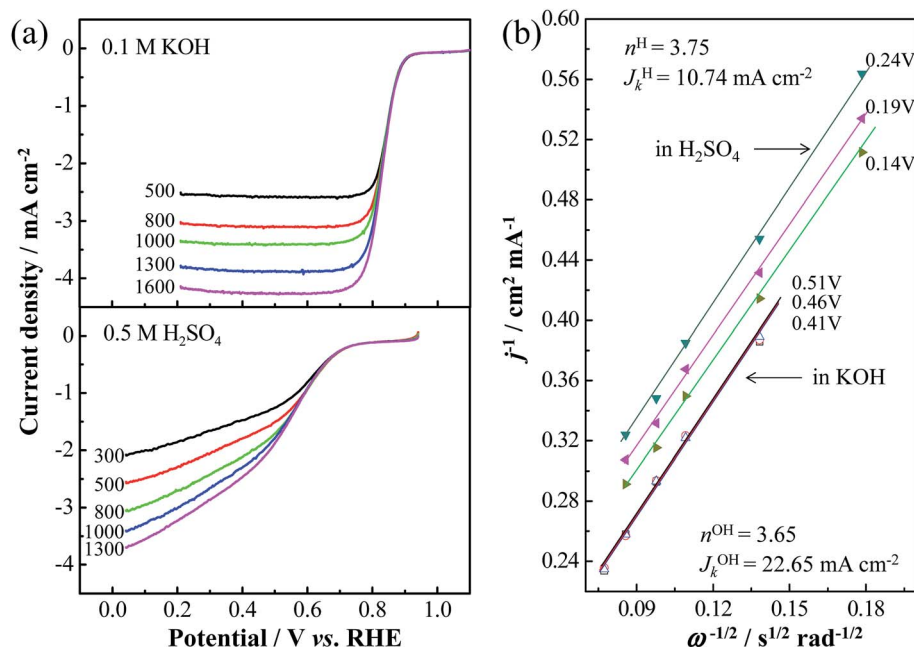 (a)
0.1 M KOH
0
-1
-2
-3
-4
500
800
1000
1300
1600
0.5 M H₂SO₄
0
-1
-2
-3
-4
300
500
800
1000
1300
Current density / mA cm⁻²
0.0 0.2 0.4 0.6 0.8 1.0
Potential / V vs. RHE
(b)
0.60
0.56
0.52
0.48
0.44
0.40
0.36
0.32
0.28
0.24
j⁻¹ / cm² mA⁻¹
nᴴ = 3.75
Jₖᴴ = 10.74 mA cm⁻²
0.24V
0.19V
0.14V
in H₂SO₄
0.51V
0.46V
0.41V
in KOH
nᴼᴴ = 3.65
Jₖᴼᴴ = 22.65 mA cm⁻²
0.09 0.12 0.15 0.18
ω⁻¹/² / s¹/² rad⁻¹/²